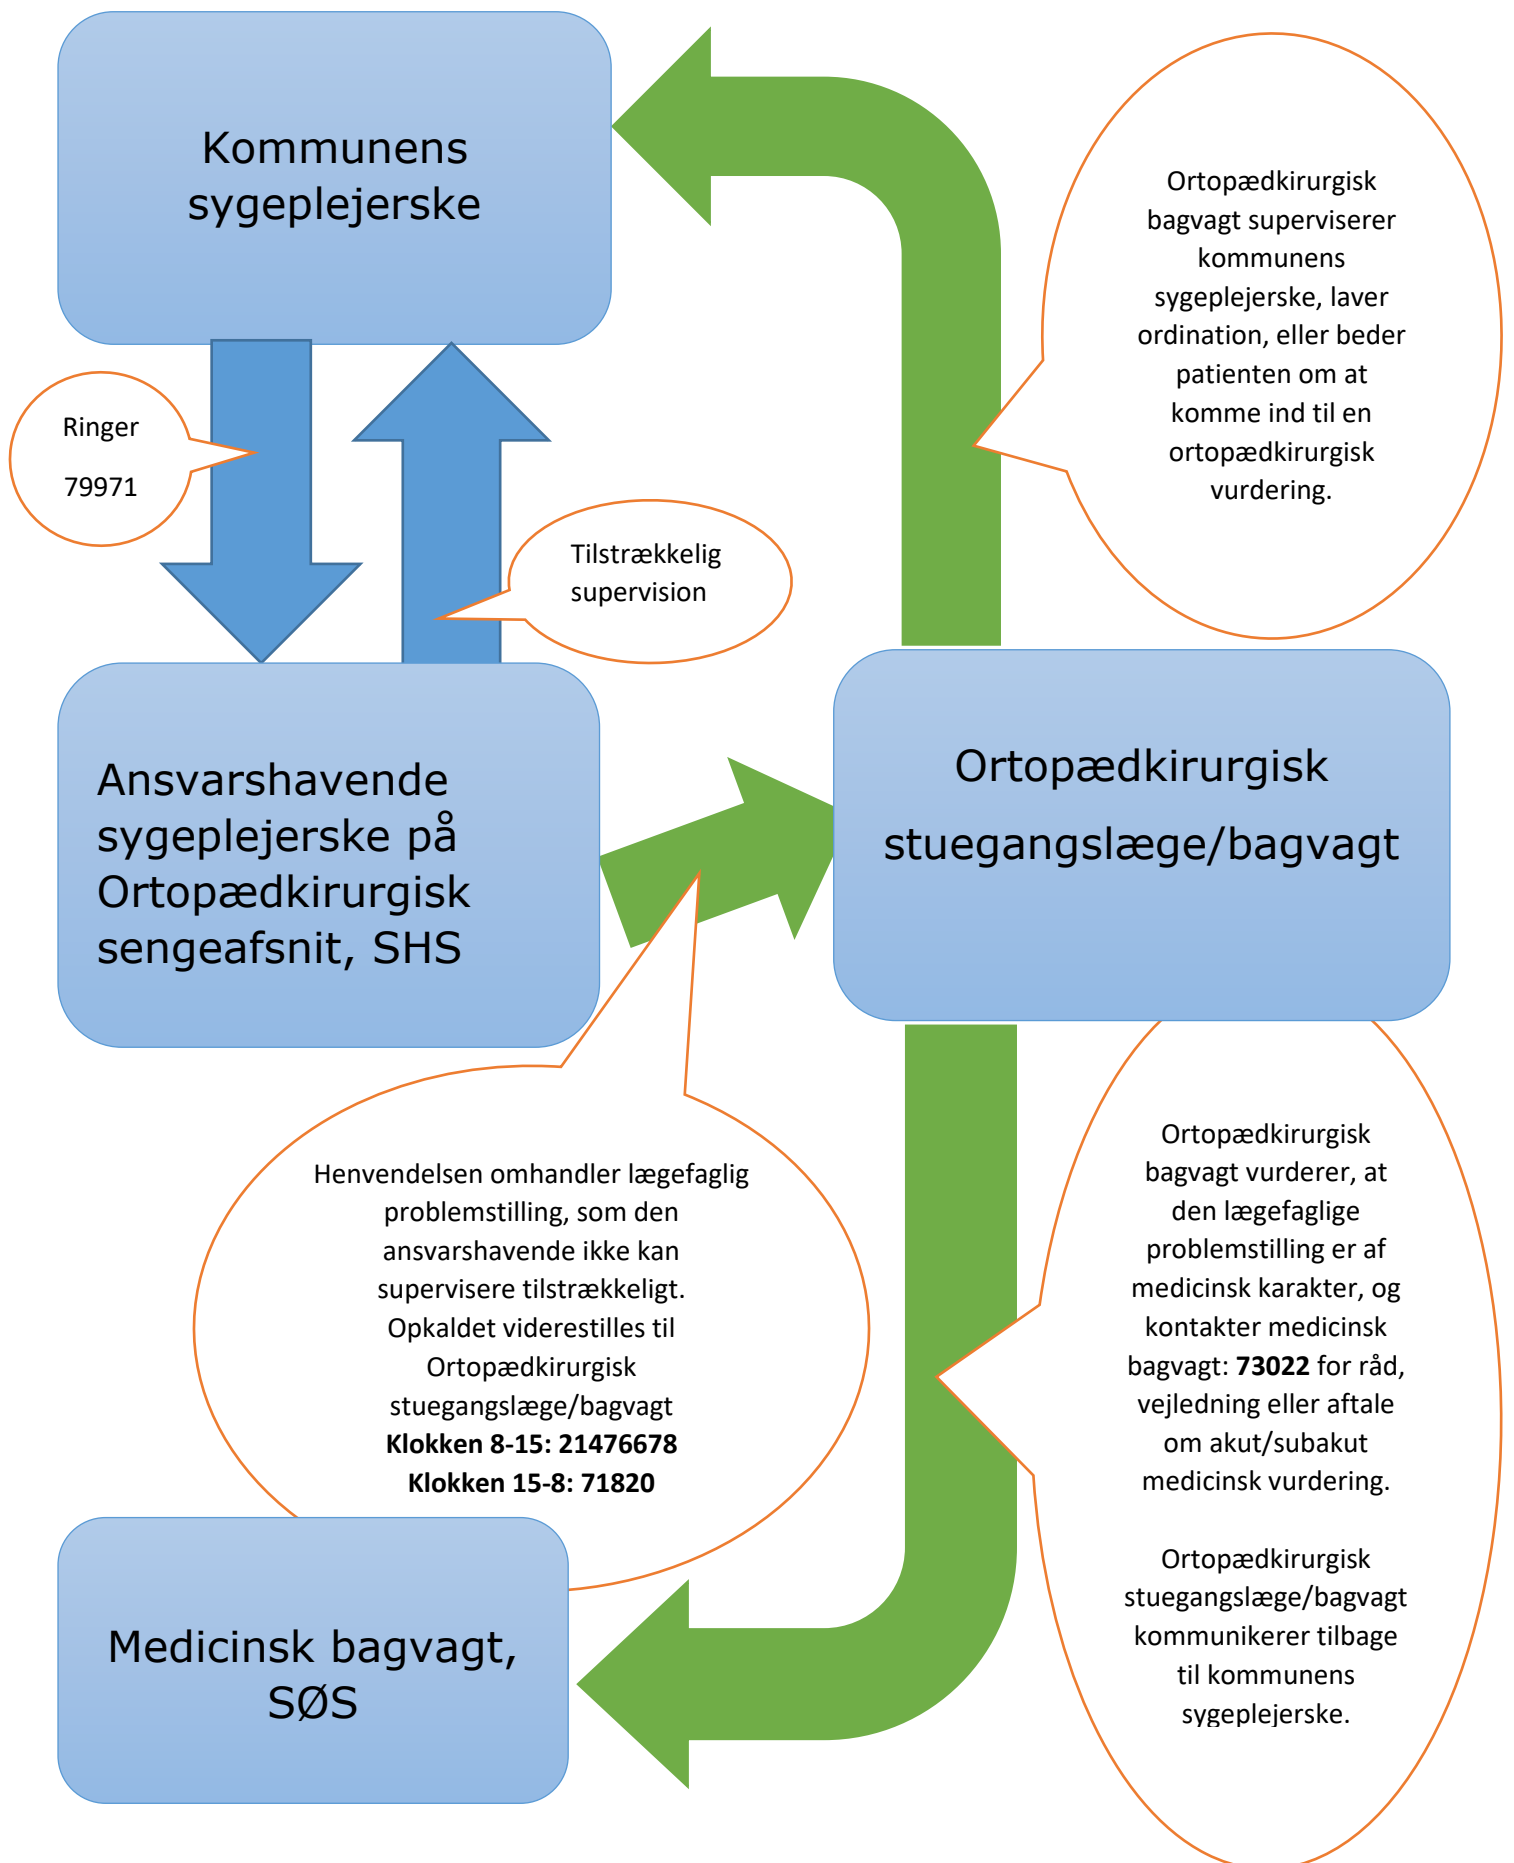 Kommunens
sygeplejerske
Ortopædkirurgisk
bagvagt superviserer
kommunens
sygeplejerske, laver
ordination, eller beder
patienten om at
komme ind til en
ortopædkirurgisk
vurdering.
Ringer
79971
Tilstrækkelig
supervision
Ansvarshavende
sygeplejerske på
Ortopædkirurgisk
sengeafsnit, SHS
Ortopædkirurgisk
stuegangslæge/bagvagt
Henvendelsen omhandler lægefaglig
problemstilling, som den
ansvarshavende ikke kan
supervisere tilstrækkeligt.
Opkaldet viderestilles til
Ortopædkirurgisk
stuegangslæge/bagvagt
Klokken 8-15: 21476678
Klokken 15-8: 71820
Ortopædkirurgisk
bagvagt vurderer, at
den lægefaglige
problemstilling er af
medicinsk karakter, og
kontakter medicinsk
bagvagt: 73022 for råd,
vejledning eller aftale
om akut/subakut
medicinsk vurdering.
Ortopædkirurgisk
stuegangslæge/bagvagt
kommunikerer tilbage
til kommunens
sygeplejerske.
Medicinsk bagvagt,
SØS